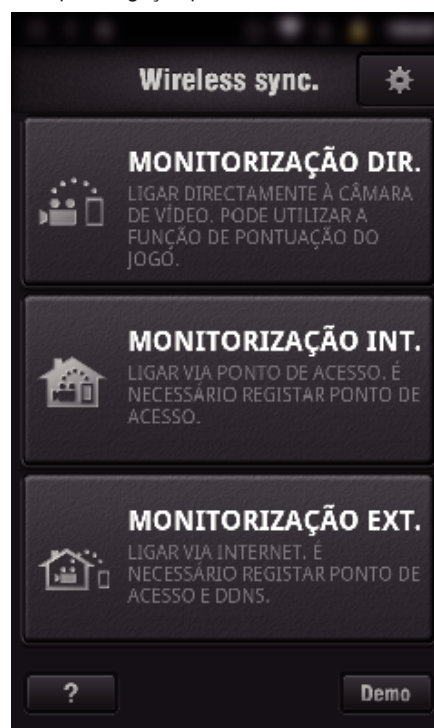 Wireless sync.
MONITORIZAÇÃO DIR.
LIGAR DIRECTAMENTE À CÂMARA
DE VÍDEO. PODE UTILIZAR A
FUNÇÃO DE PONTUAÇÃO DO
JOGO.
MONITORIZAÇÃO INT.
LIGAR VIA PONTO DE ACESSO. É
NECESSÁRIO REGISTAR PONTO DE
ACESSO.
MONITORIZAÇÃO EXT.
LIGAR VIA INTERNET. É
NECESSÁRIO REGISTAR PONTO DE
ACESSO E DDNS.
?
Demo